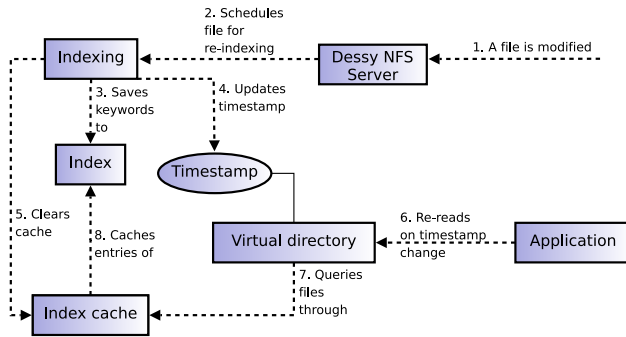 2. Schedules
file for
re-indexing
1. A file is modified
Indexing
Dessy NFS
Server
3. Saves
keywords
to
4. Updates
timestamp
Index
Timestamp
5. Clears
cache
8. Caches
entries of
Virtual directory
6. Re-reads
on timestamp
change
Application
7. Queries
files
through
Index cache